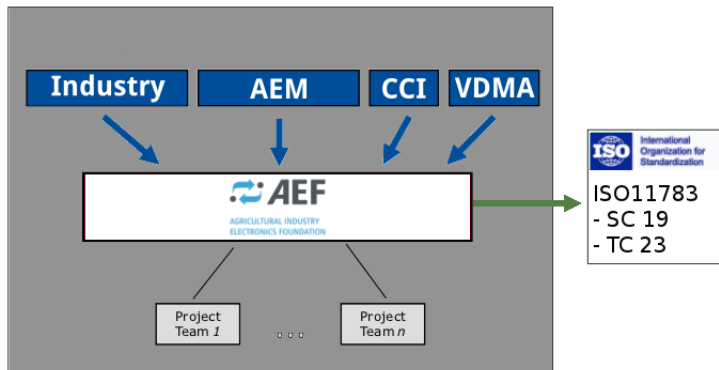 Industry
AEM
CCI
VDMA
AEF
AGRICULTURAL INDUSTRY
ELECTRONICS FOUNDATION
ISO
International
Organization for
Standardization
ISO11783
- SC 19
- TC 23
Project
Team 1
...
Project
Team n